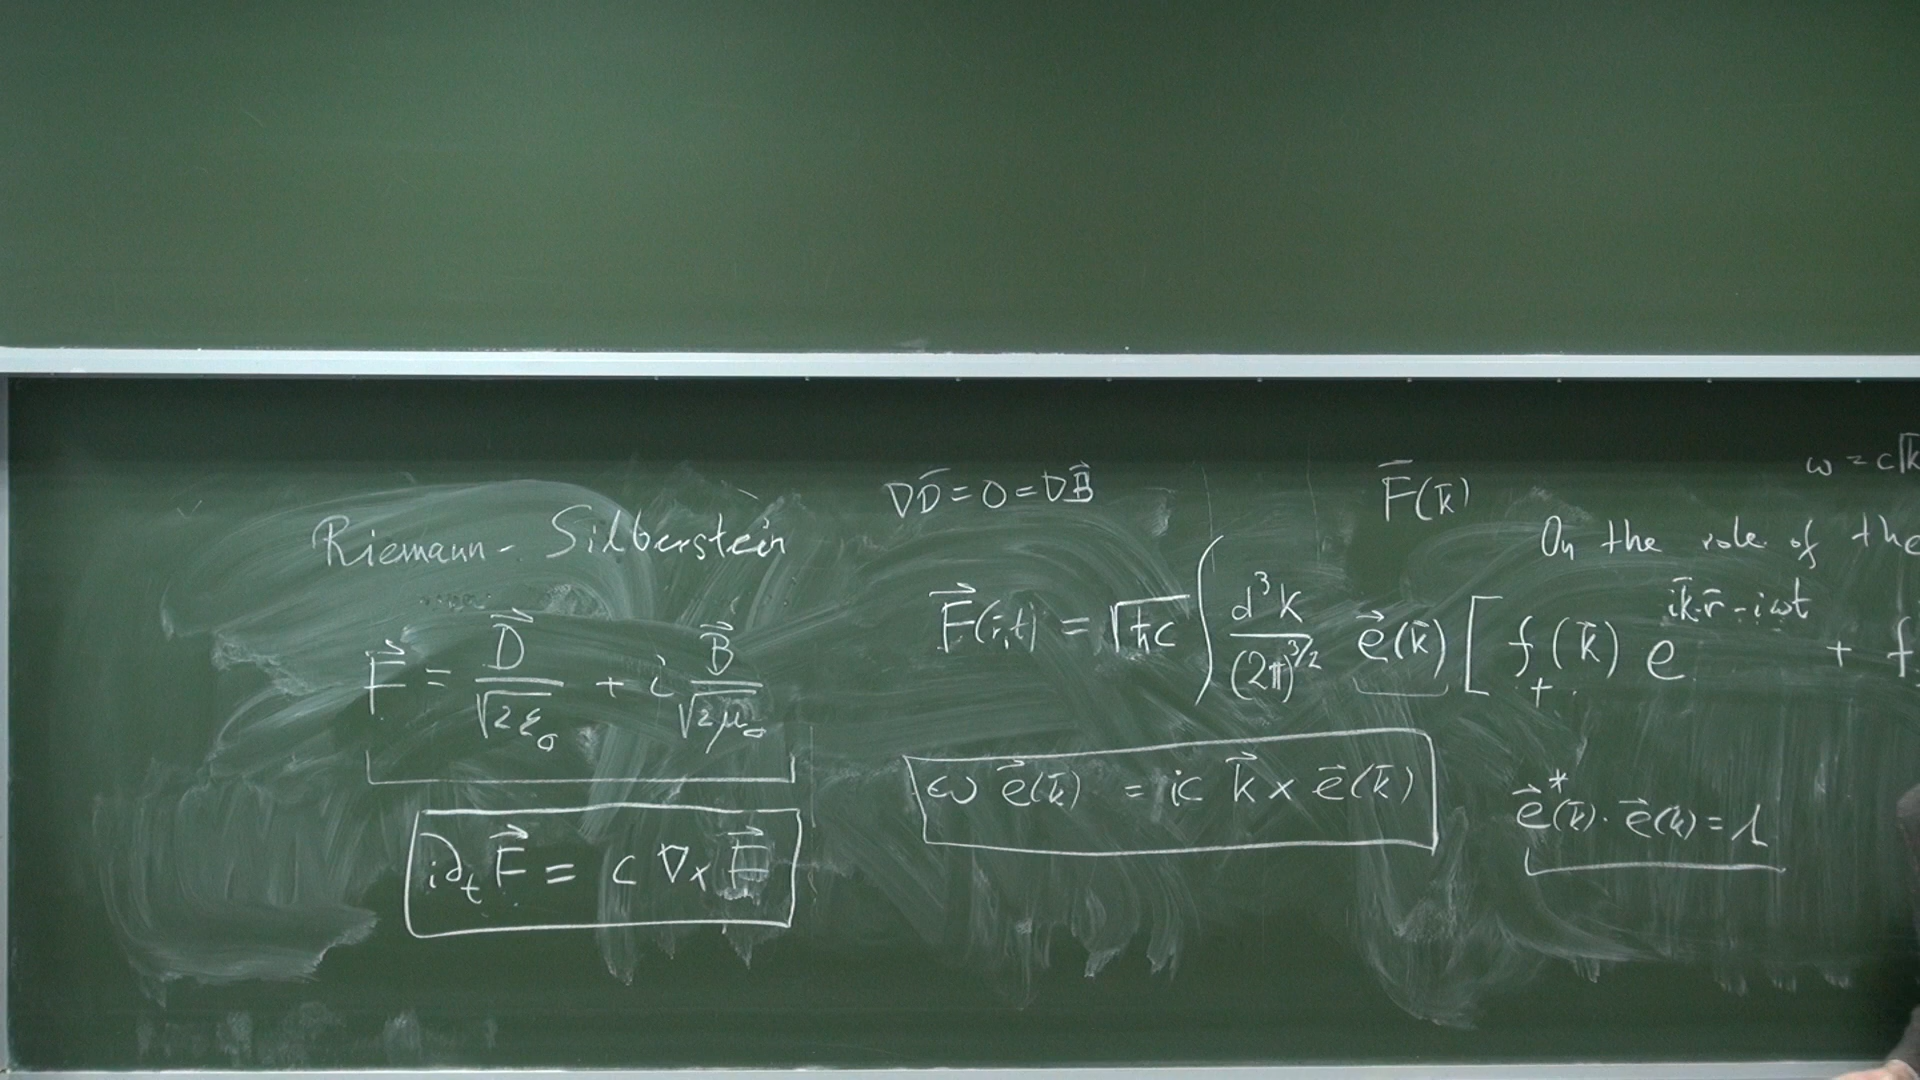 Riemann - Silberstein
F⃗ = D⃗/√(2ε₀) + i B⃗/√(2μ₀)
i∂ₜF⃗ = c ∇×F⃗
∇D⃗ = 0 = ∇B⃗
F̄(k̄)
ω = c|k̄
On the role of the
F⃗(r̄,t) = √(ħc) ∫ d³k/(2π)^(3/2) e⃗(k̄) [ f₊(k̄) e^(ik̄·r̄-iωt) + f
ω e⃗(k̄) = ic k⃗ × e⃗(k̄)
e⃗*(k̄) · e⃗(k̄) = 1